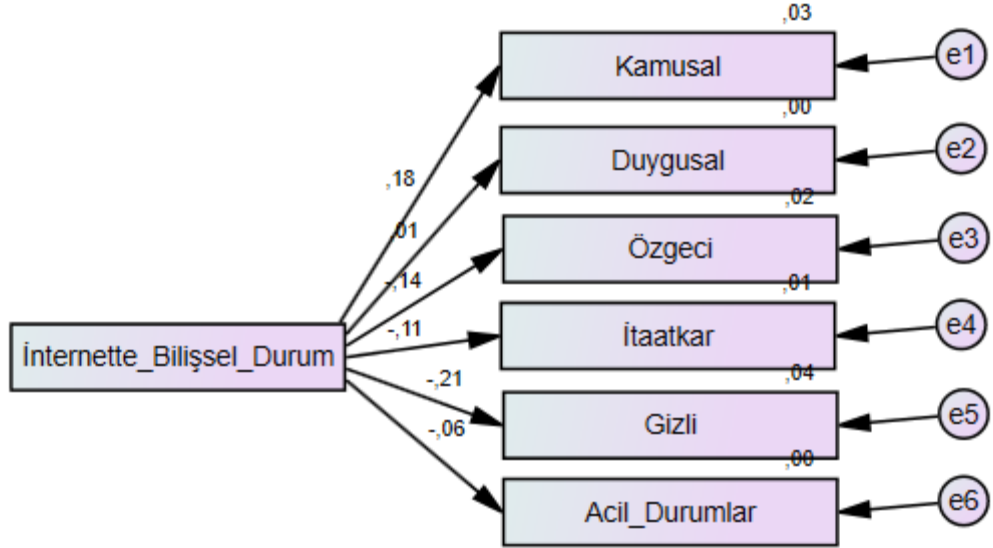 ,03
Kamusal
e1
,00
Duygusal
e2
,18
,02
,01
Özgeci
e3
-,14
,01
-,11
İtaatkar
e4
İnternette_Bilişsel_Durum
,04
-,21
Gizli
e5
-,06
,00
Acil_Durumlar
e6